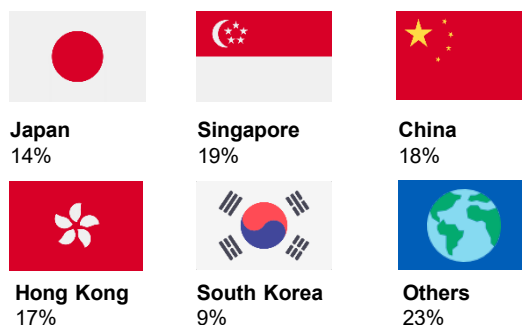 Japan
14%
Singapore
19%
China
18%
Hong Kong
17%
South Korea
9%
Others
23%